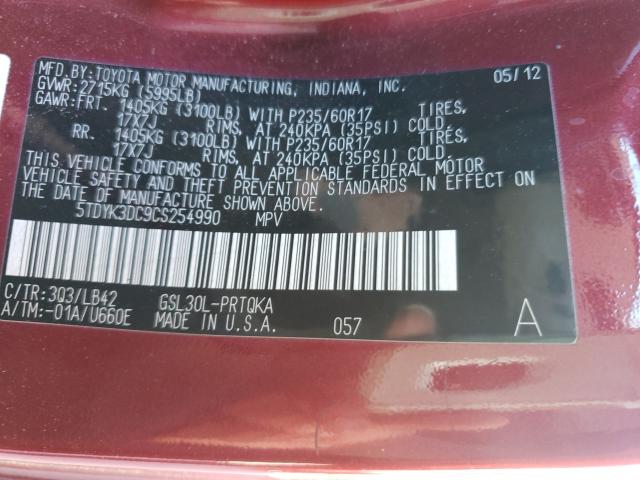 MFD.BY:TOYOTA MOTOR MANUFACTURING, INDIANA, INC. 05/12
GVWR:2715KG (5995LB)
GAWR:FRT. 1405KG (3100LB) WITH P235/60R17 TIRES,
17X7J RIMS, AT 240KPA (35PSI) COLD
RR. 1405KG (3100LB) WITH P235/60R17 TIRES,
17X7J RIMS, AT 240KPA (35PSI) COLD.
THIS VEHICLE CONFORMS TO ALL APPLICABLE FEDERAL MOTOR
VEHICLE SAFETY AND THEFT PREVENTION STANDARDS IN EFFECT ON
THE DATE OF MANUFACTURE SHOWN ABOVE.
5TDYK3DC9CS254990 MPV
C/TR:3Q3/LB42 GSL30L-PRTQKA
A/TM:-01A/U660E MADE IN U.S.A. 057 A